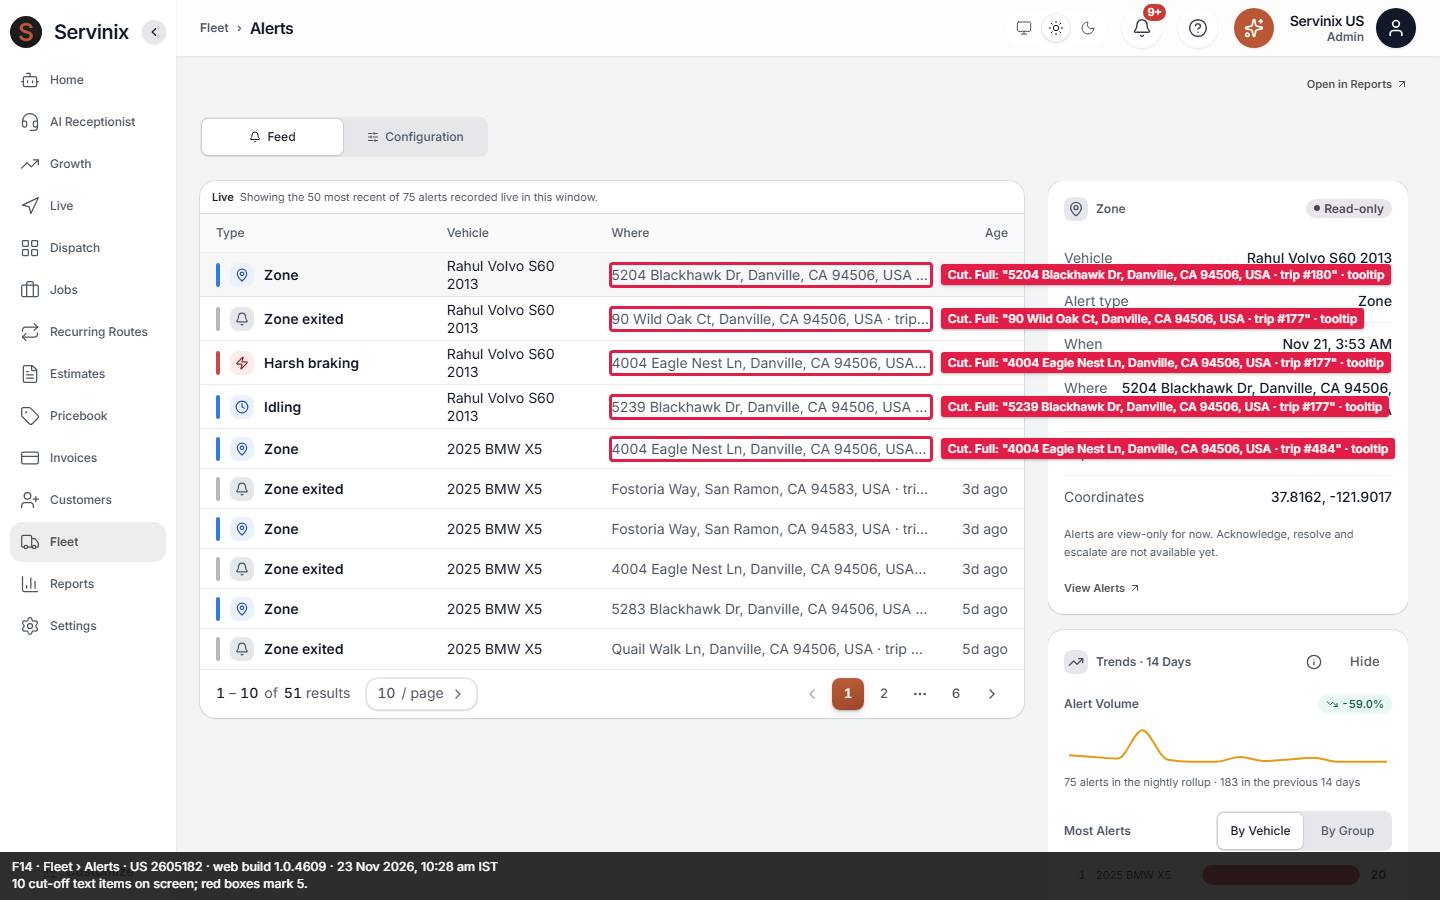 Servinix
Fleet › Alerts
9+
Servinix US
Admin
Home
AI Receptionist
Growth
Live
Dispatch
Jobs
Recurring Routes
Estimates
Pricebook
Invoices
Customers
Fleet
Reports
Settings
Open in Reports
Feed
Configuration
Live Showing the 50 most recent of 75 alerts recorded live in this window.
Type Vehicle Where Age
Zone Rahul Volvo S60 2013 5204 Blackhawk Dr, Danville, CA 94506, USA ...
Cut. Full: "5204 Blackhawk Dr, Danville, CA 94506, USA · trip #180" · tooltip
Zone exited Rahul Volvo S60 2013 90 Wild Oak Ct, Danville, CA 94506, USA · trip...
Cut. Full: "90 Wild Oak Ct, Danville, CA 94506, USA · trip #177" · tooltip
Harsh braking Rahul Volvo S60 2013 4004 Eagle Nest Ln, Danville, CA 94506, USA...
Cut. Full: "4004 Eagle Nest Ln, Danville, CA 94506, USA · trip #177" · tooltip
Idling Rahul Volvo S60 2013 5239 Blackhawk Dr, Danville, CA 94506, USA ...
Cut. Full: "5239 Blackhawk Dr, Danville, CA 94506, USA · trip #177" · tooltip
Zone 2025 BMW X5 4004 Eagle Nest Ln, Danville, CA 94506, USA...
Cut. Full: "4004 Eagle Nest Ln, Danville, CA 94506, USA · trip #484" · tooltip
Zone exited 2025 BMW X5 Fostoria Way, San Ramon, CA 94583, USA · tri... 3d ago
Zone 2025 BMW X5 Fostoria Way, San Ramon, CA 94583, USA · tri... 3d ago
Zone exited 2025 BMW X5 4004 Eagle Nest Ln, Danville, CA 94506, USA... 3d ago
Zone 2025 BMW X5 5283 Blackhawk Dr, Danville, CA 94506, USA ... 5d ago
Zone exited 2025 BMW X5 Quail Walk Ln, Danville, CA 94506, USA · trip ... 5d ago
1 – 10 of 51 results 10 / page
1 2 ... 6
Zone Read-only
Vehicle Rahul Volvo S60 2013
Alert type Zone
When Nov 21, 3:53 AM
Where 5204 Blackhawk Dr, Danville, CA 94506,
Coordinates 37.8162, -121.9017
Alerts are view-only for now. Acknowledge, resolve and
escalate are not available yet.
View Alerts
Trends · 14 Days Hide
Alert Volume -59.0%
75 alerts in the nightly rollup · 183 in the previous 14 days
Most Alerts By Vehicle By Group
1 2025 BMW X5 20
F14 · Fleet › Alerts · US 2605182 · web build 1.0.4609 · 23 Nov 2026, 10:28 am IST
10 cut-off text items on screen; red boxes mark 5.